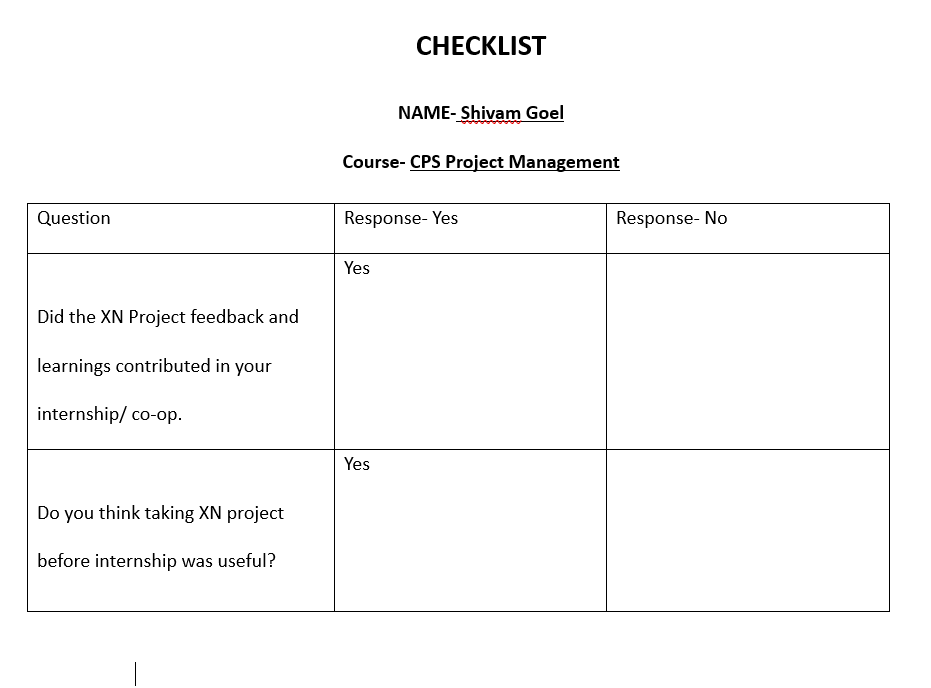 CHECKLIST
NAME- Shivam Goel
Course- CPS Project Management
Question
Response- Yes
Response- No
Did the XN Project feedback and
learnings contributed in your
internship/ co-op.
Yes
Do you think taking XN project
before internship was useful?
Yes